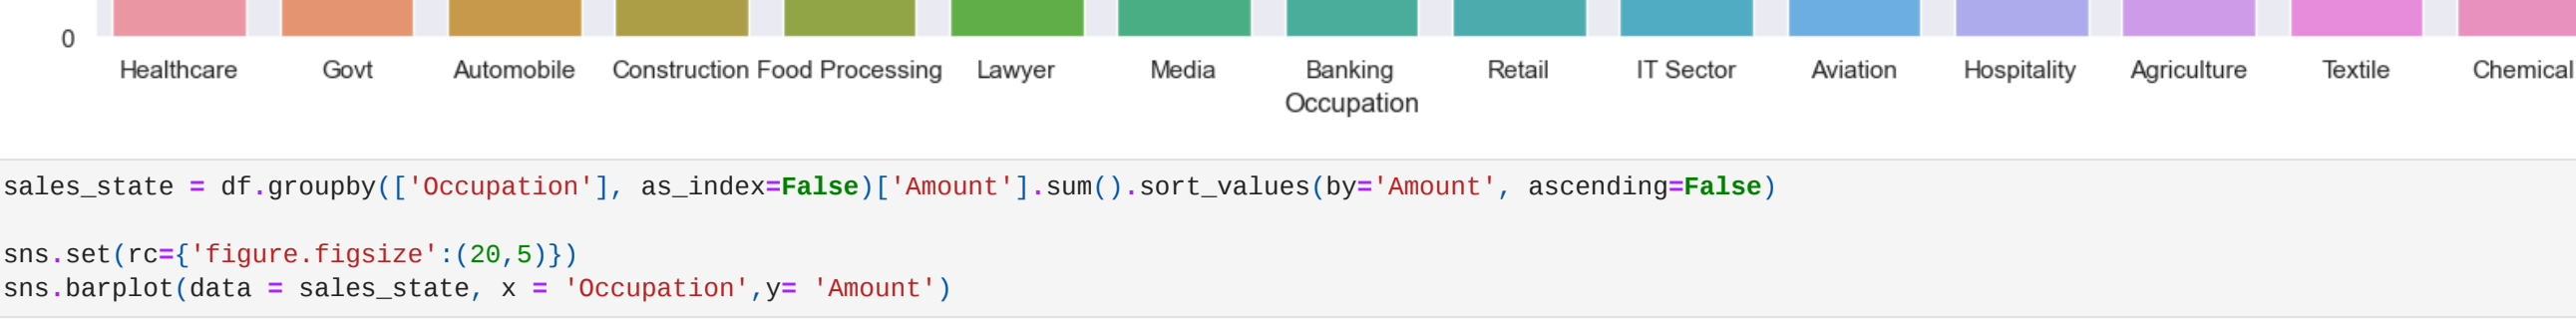 0
Healthcare Govt Automobile Construction Food Processing Lawyer Media Banking Retail IT Sector Aviation Hospitality Agriculture Textile Chemical
Occupation
sales_state = df.groupby(['Occupation'], as_index=False)['Amount'].sum().sort_values(by='Amount', ascending=False)
sns.set(rc={'figure.figsize':(20,5)})
sns.barplot(data = sales_state, x = 'Occupation',y= 'Amount')